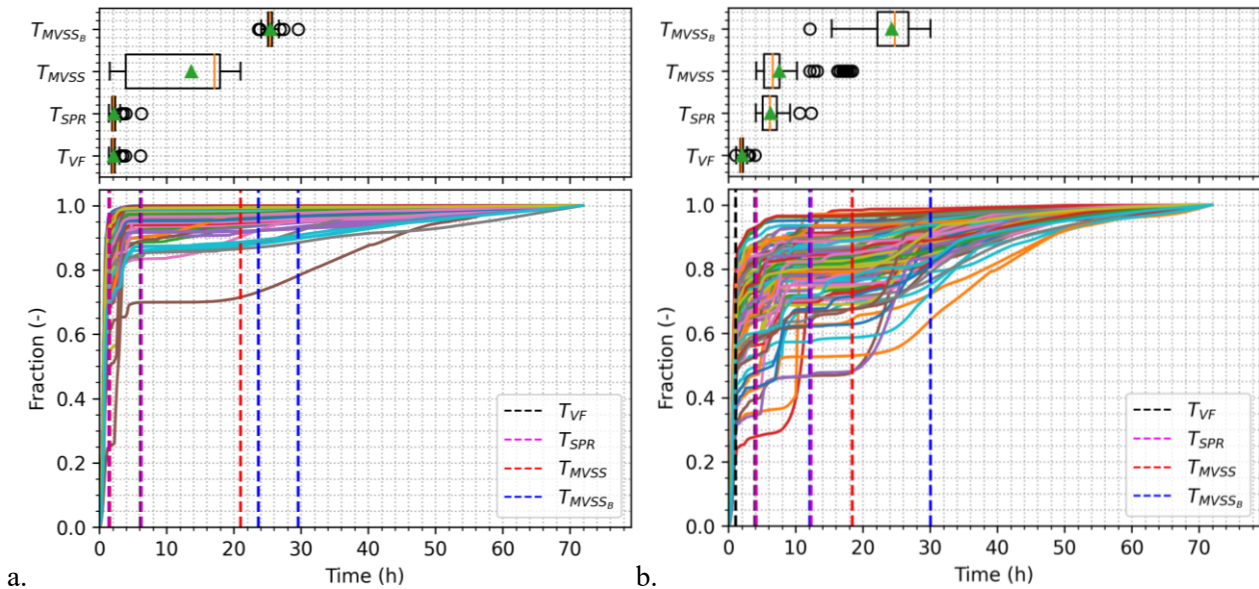 T_MVSS_B
T_MVSS
T_SPR
T_VF
1.0
0.8
0.6
0.4
0.2
0.0
Fraction (-)
T_VF
T_SPR
T_MVSS
T_MVSS_B
0 10 20 30 40 50 60 70
Time (h)
a.
T_MVSS_B
T_MVSS
T_SPR
T_VF
1.0
0.8
0.6
0.4
0.2
0.0
Fraction (-)
T_VF
T_SPR
T_MVSS
T_MVSS_B
0 10 20 30 40 50 60 70
Time (h)
b.